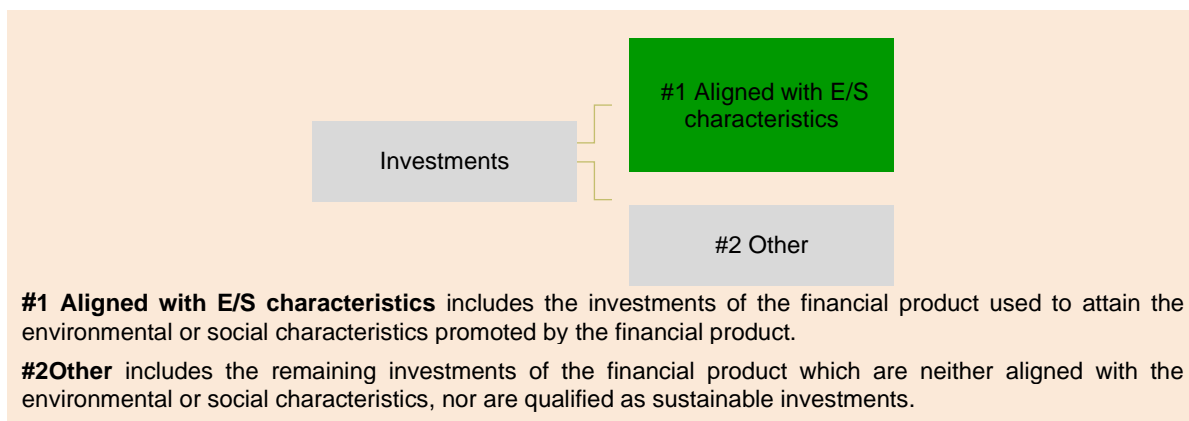 #1 Aligned with E/S
characteristics
Investments
#2 Other
#1 Aligned with E/S characteristics includes the investments of the financial product used to attain the
environmental or social characteristics promoted by the financial product.
#2Other includes the remaining investments of the financial product which are neither aligned with the
environmental or social characteristics, nor are qualified as sustainable investments.